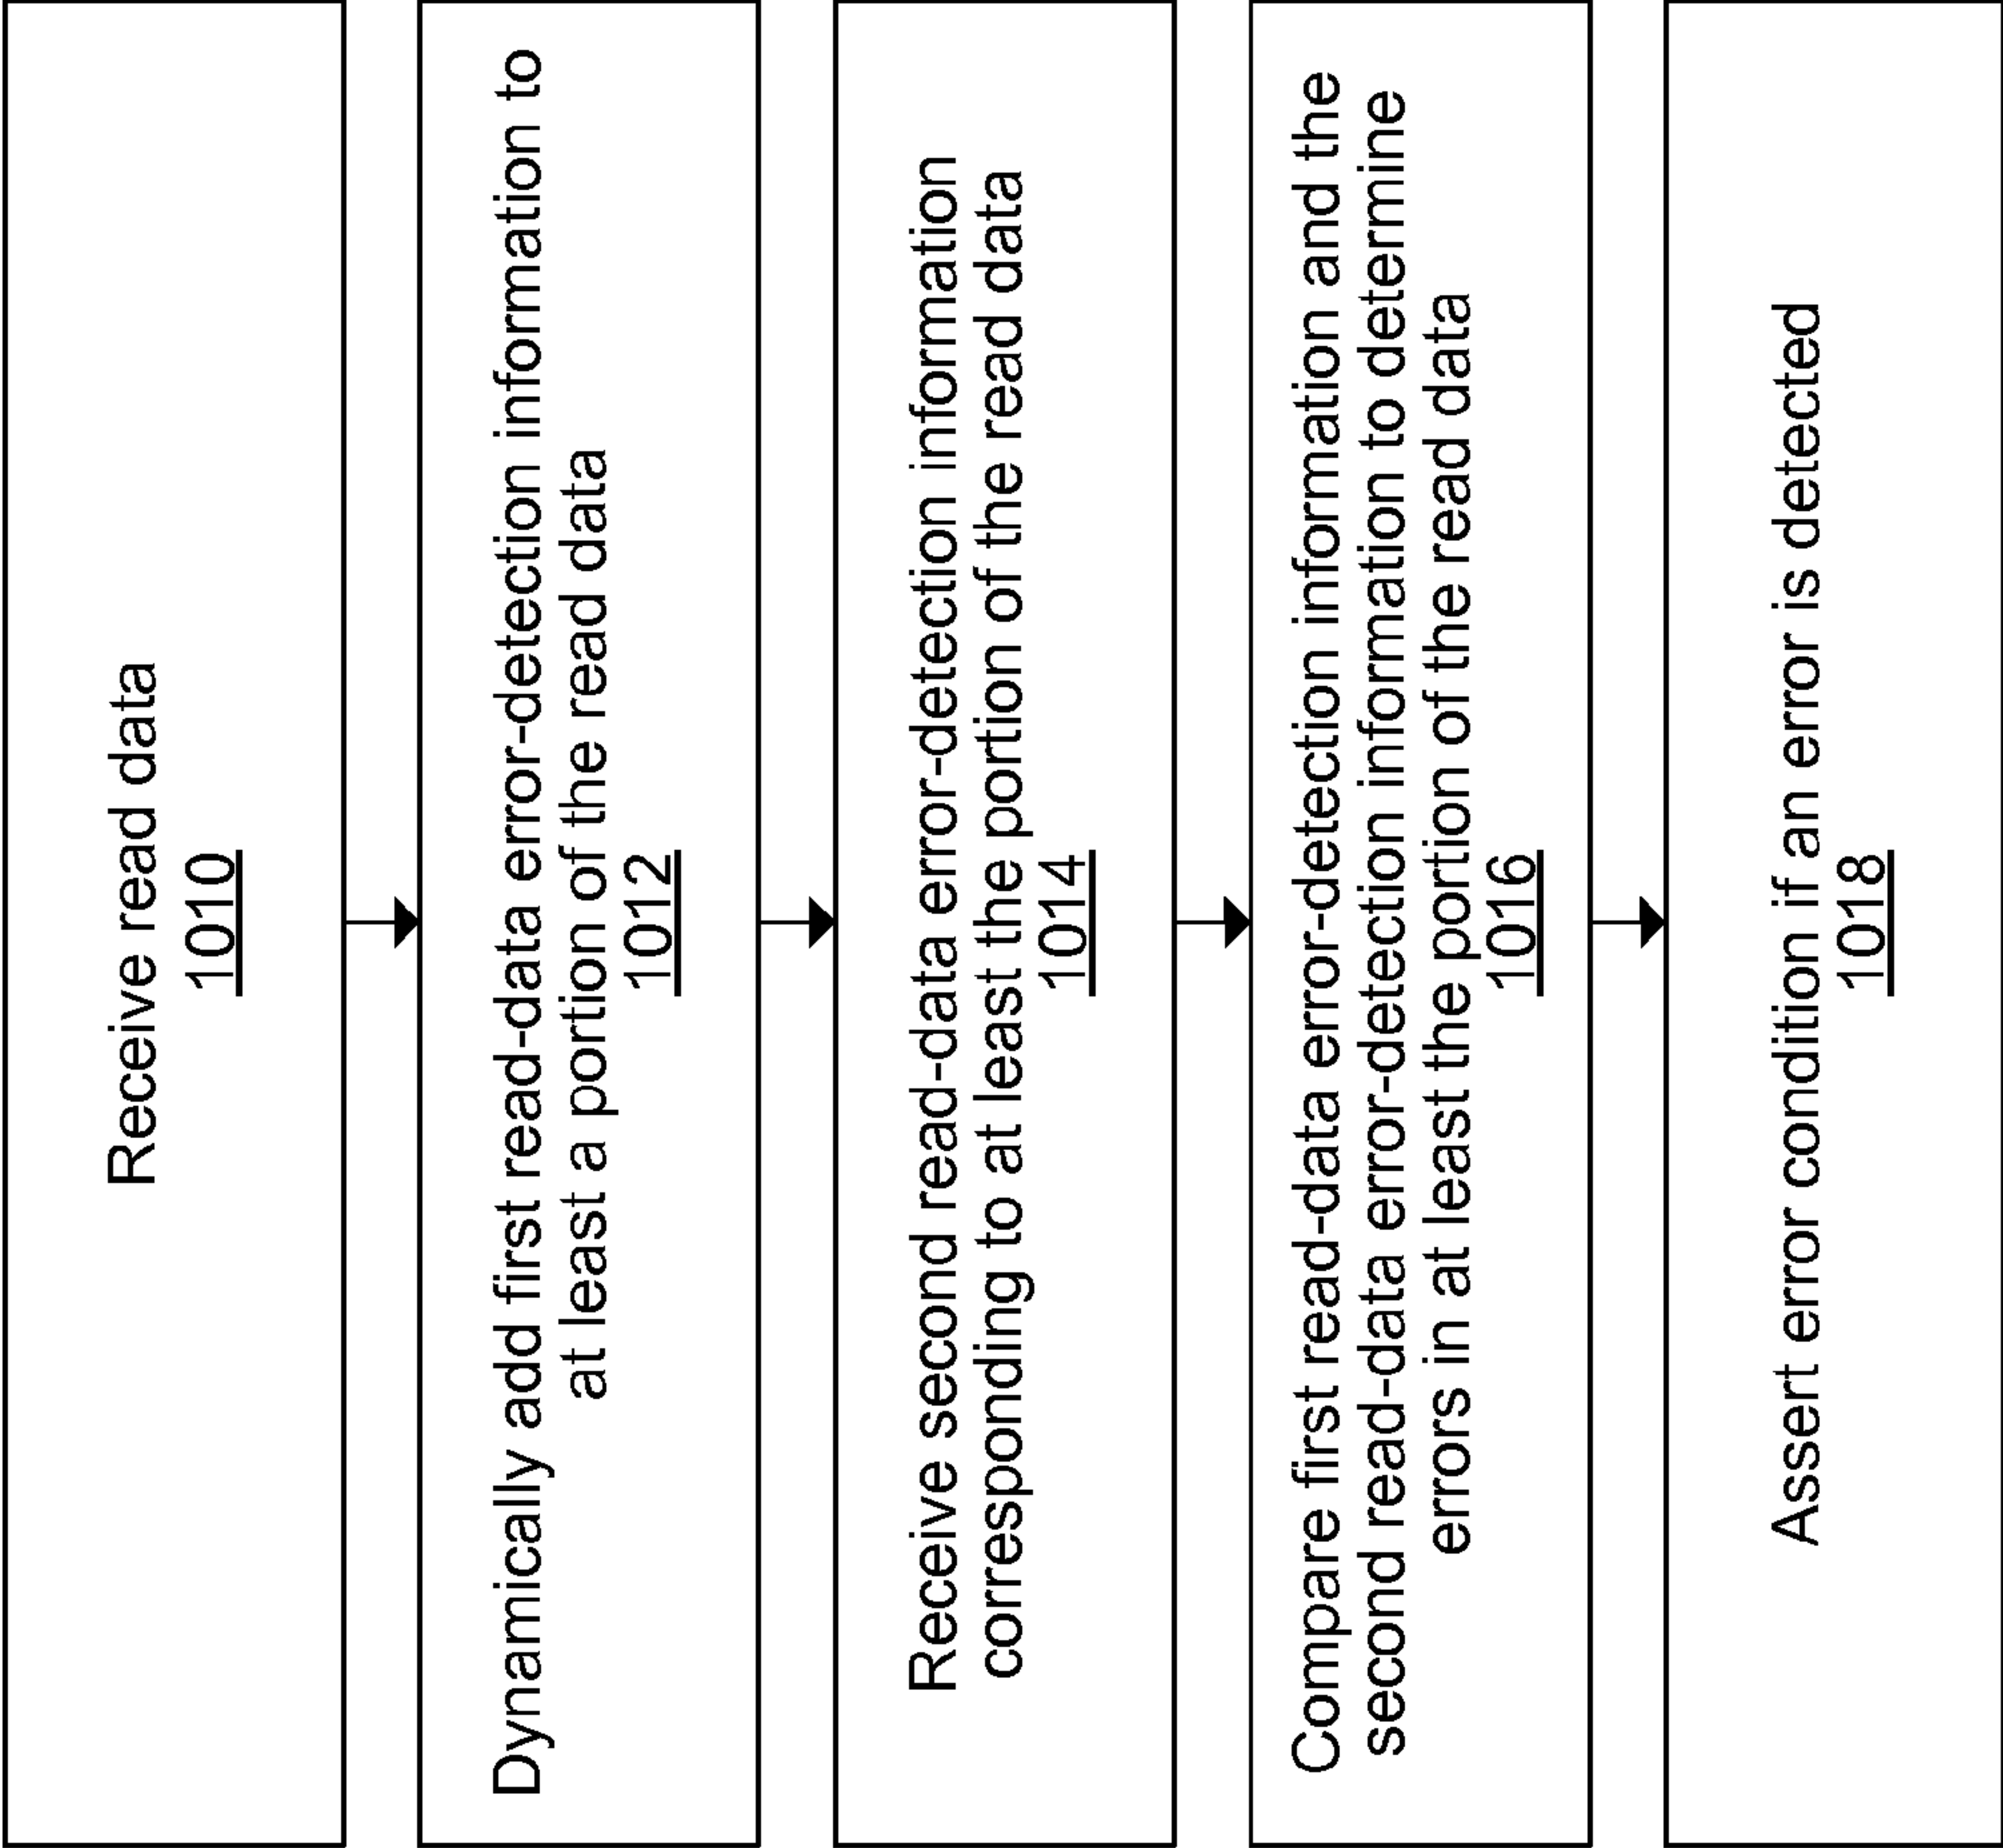 Receive read data
1010
Dynamically add first read-data error-detection information to
at least a portion of the read data
1012
Receive second read-data error-detection information
corresponding to at least the portion of the read data
1014
Compare first read-data error-detection information and the
second read-data error-detection information to determine
errors in at least the portion of the read data
1016
Assert error condition if an error is detected
1018